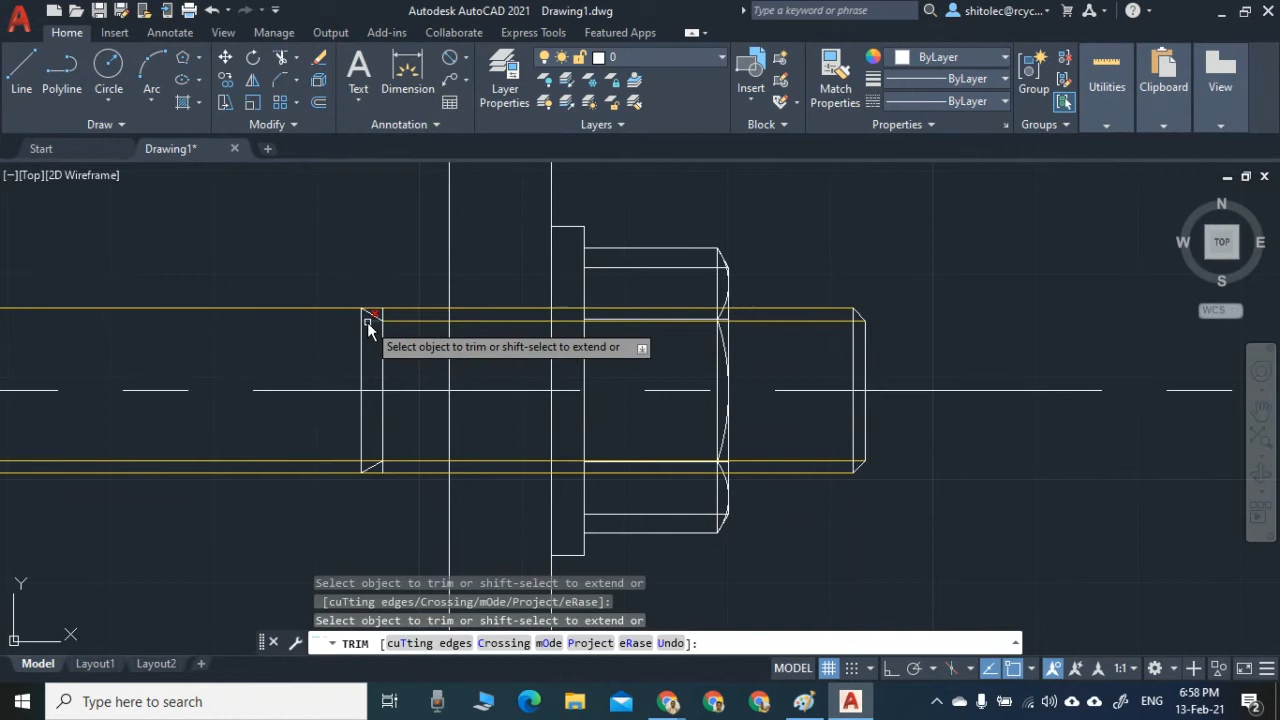 Autodesk AutoCAD 2021 Drawing1.dwg
Type a keyword or phrase
shitolec@rcyc...
Home Insert Annotate View Manage Output Add-ins Collaborate Express Tools Featured Apps
Line Polyline Circle Arc
Text Dimension
Layer
Properties
0
Insert
Match
Properties
ByLayer
ByLayer
ByLayer
Group
Utilities
Clipboard
View
Draw
Modify
Annotation
Layers
Block
Properties
Groups
Start
Drawing1*
[−][Top][2D Wireframe]
N
W TOP E
S
WCS
Select object to trim or shift-select to extend or
Select object to trim or shift-select to extend or
[cuTting edges/Crossing/mOde/Project/eRase]:
Select object to trim or shift-select to extend or
TRIM [cuTting edges Crossing mOde Project eRase Undo]:
Y
X
Model Layout1 Layout2 +
MODEL
1:1
Type here to search
ENG
6:58 PM
13-Feb-21
2